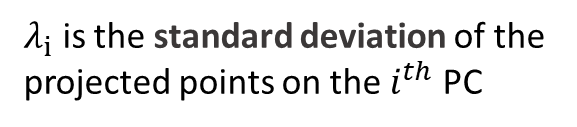 λi is the standard deviation of the
projected points on the ith PC